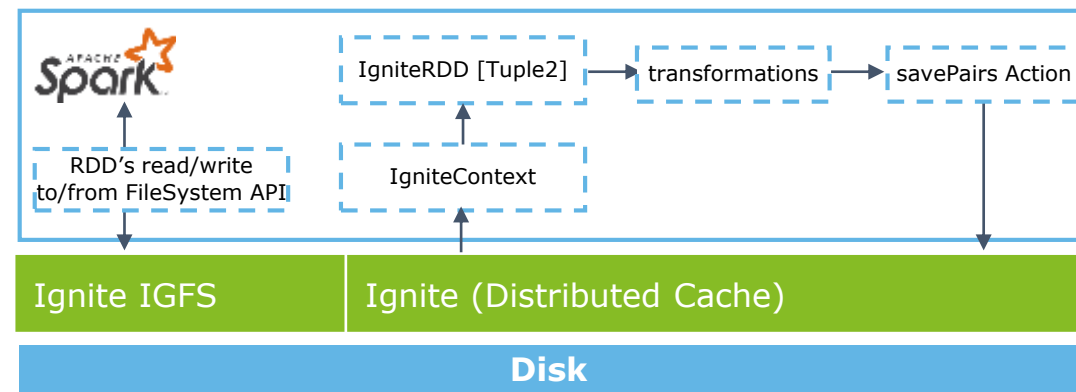 APACHE
Spark
IgniteRDD [Tuple2]
transformations
savePairs Action
RDD's read/write
to/from FileSystem API
IgniteContext
Ignite IGFS
Ignite (Distributed Cache)
Disk